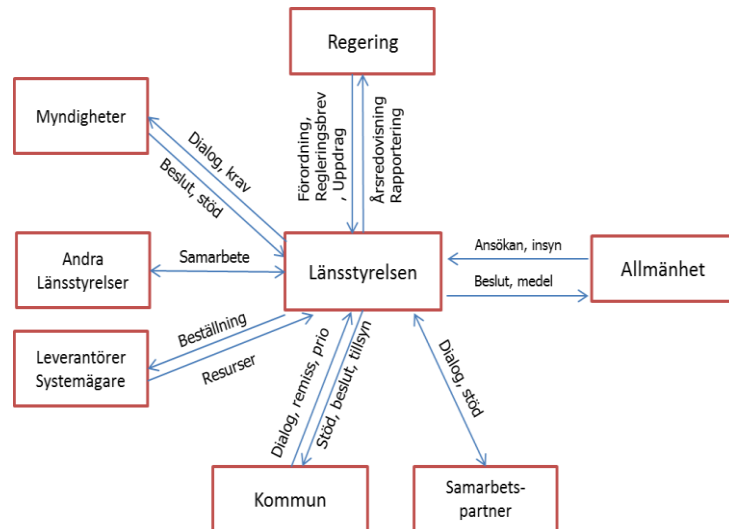 Regering
Myndigheter
Förordning,
Regleringsbrev
, Uppdrag
Årsredovisning
Rapportering
Dialog, krav
Beslut, stöd
Andra
Länsstyrelser
Samarbete
Länsstyrelsen
Ansökan, insyn
Beslut, medel
Allmänhet
Leverantörer
Systemägare
Beställning
Resurser
Dialog, remiss, prio
Stöd, beslut, tillsyn
Dialog, stöd
Kommun
Samarbets-
partner